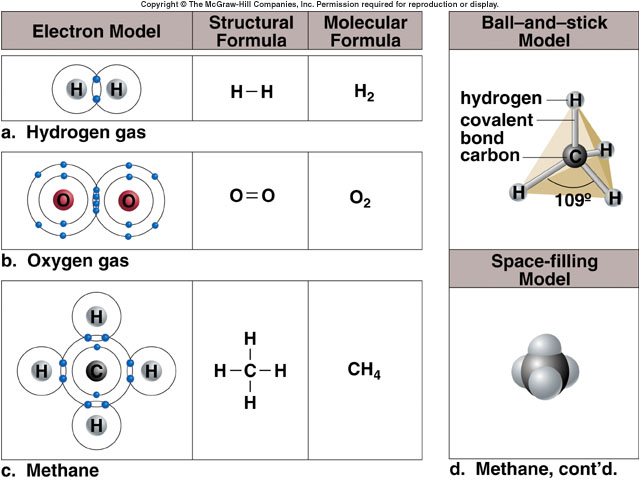 Copyright © The McGraw-Hill Companies, Inc. Permission required for reproduction or display.
Electron Model
Structural
Formula
Molecular
Formula
H H
H–H
H₂
a. Hydrogen gas
O O
O=O
O₂
b. Oxygen gas
H
H C H
H
H
H–C–H
H
CH₄
c. Methane
Ball–and–stick
Model
hydrogen
covalent
bond
carbon
H
C
H
H
H
109º
Space-filling
Model
d. Methane, cont’d.